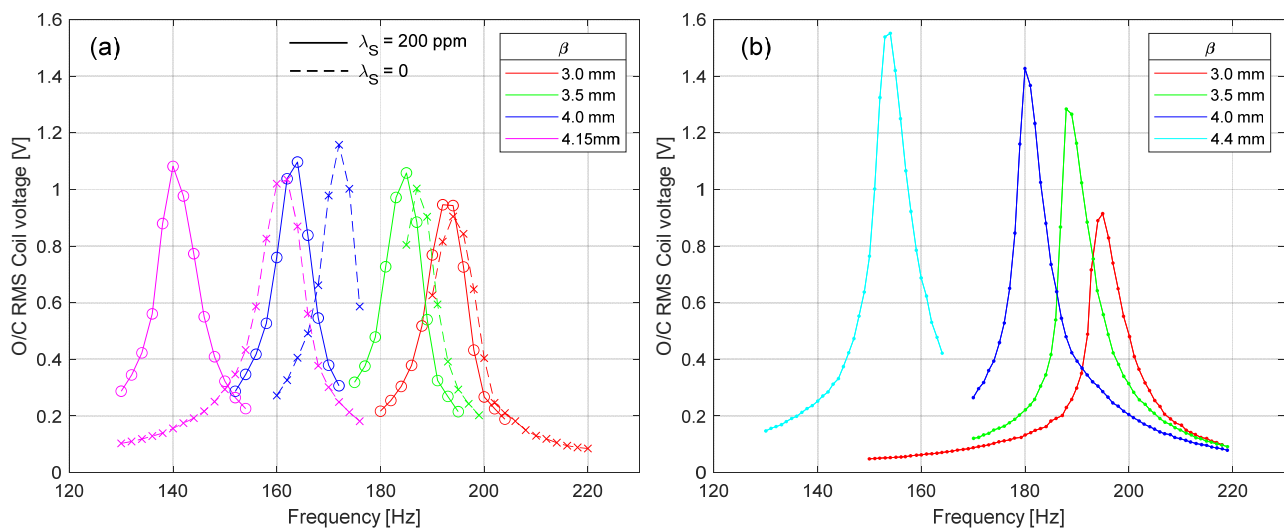 (a)
λS = 200 ppm
λS = 0
β
3.0 mm
3.5 mm
4.0 mm
4.15mm
1.6
1.4
1.2
1
0.8
0.6
0.4
0.2
0
O/C RMS Coil voltage [V]
120 140 160 180 200 220
Frequency [Hz]
(b)
β
3.0 mm
3.5 mm
4.0 mm
4.4 mm
1.6
1.4
1.2
1
0.8
0.6
0.4
0.2
0
O/C RMS Coil voltage [V]
120 140 160 180 200 220
Frequency [Hz]